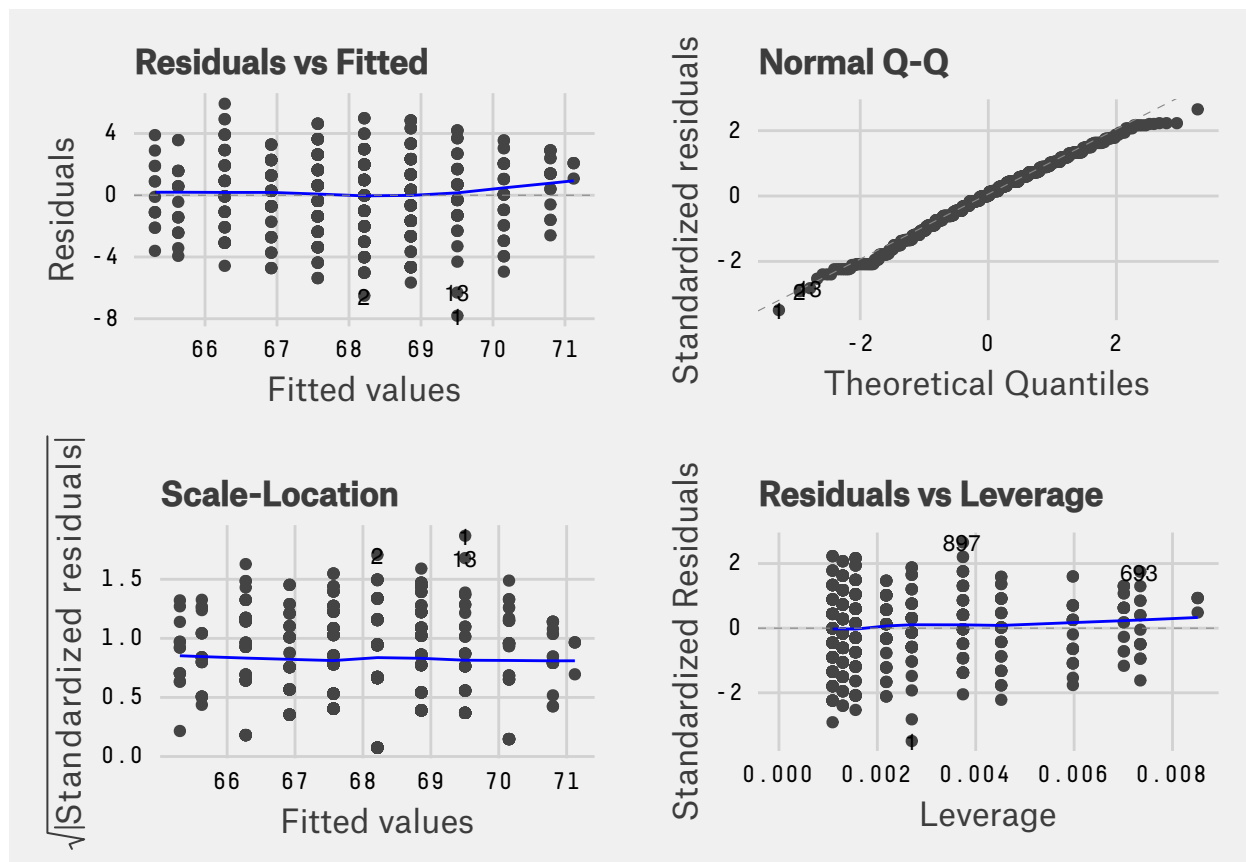 Residuals vs Fitted
Residuals
4
0
-4
-8
2
13
1
66 67 68 69 70 71
Fitted values
Normal Q-Q
Standardized residuals
2
0
-2
2
13
1
-2 0 2
Theoretical Quantiles
Scale-Location
√|Standardized residuals|
1.5
1.0
0.5
0.0
2
1
13
66 67 68 69 70 71
Fitted values
Residuals vs Leverage
Standardized Residuals
2
0
-2
897
693
1
0.000 0.002 0.004 0.006 0.008
Leverage